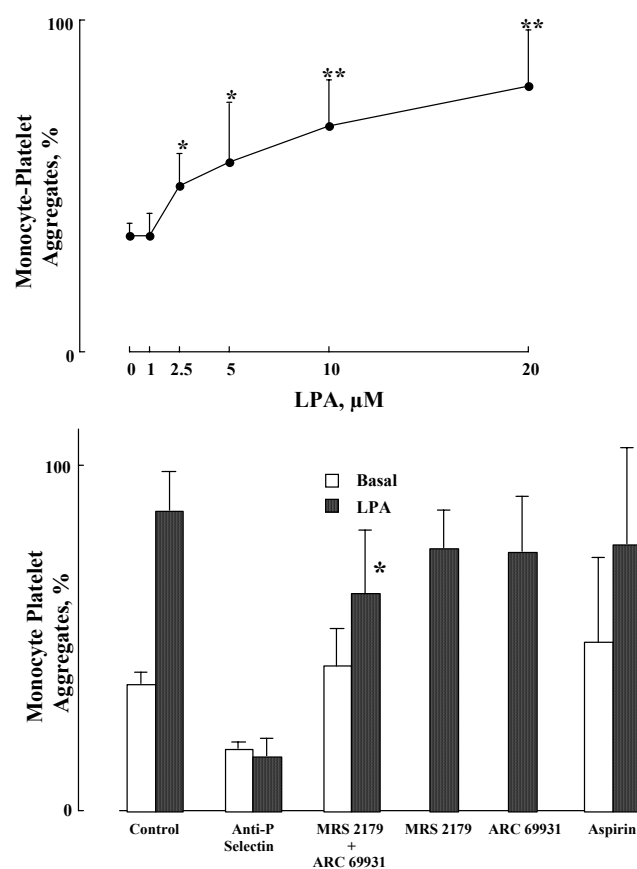 100
Monocyte-Platelet
Aggregates, %
**
**
*
*
0
0 1 2.5 5 10 20
LPA, μM
100
Monocyte Platelet
Aggregates, %
Basal
LPA
*
0
Control Anti-P Selectin MRS 2179 + ARC 69931 MRS 2179 ARC 69931 Aspirin